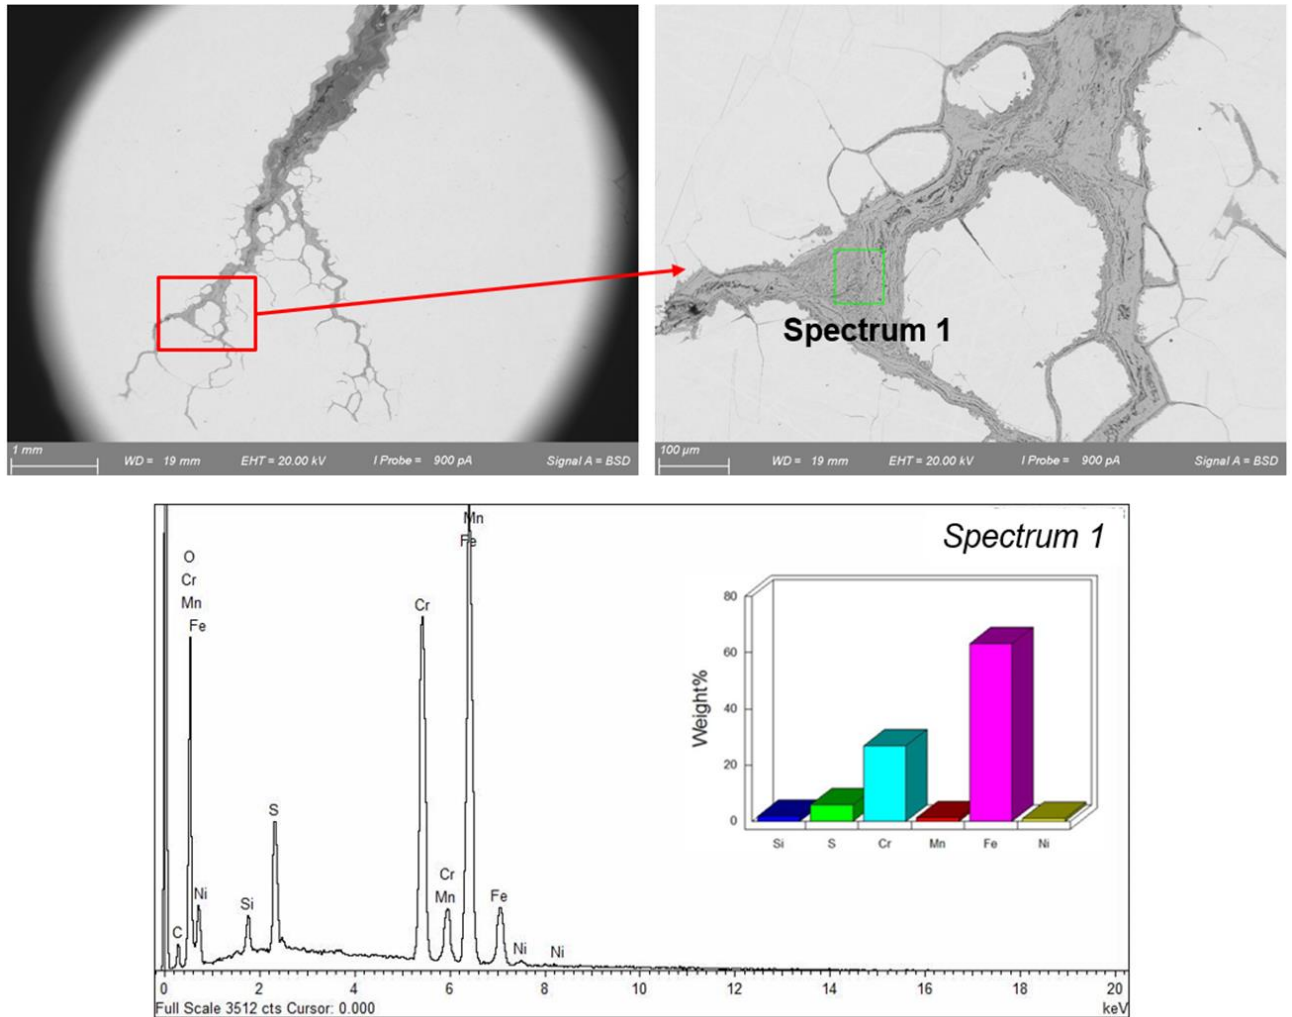 1 mm
WD = 19 mm EHT = 20.00 kV I Probe = 900 pA Signal A = BSD
Spectrum 1
100 µm
WD = 19 mm EHT = 20.00 kV I Probe = 900 pA Signal A = BSD
Spectrum 1
Mn
Fe
O
Cr
Mn
Fe
Cr
S
Ni
Si
C
Cr
Mn
Fe
Ni
Ni
80
60
40
20
0
Weight%
Si S Cr Mn Fe Ni
0 2 4 6 8 10 12 14 16 18 20
Full Scale 3512 cts Cursor: 0.000 keV